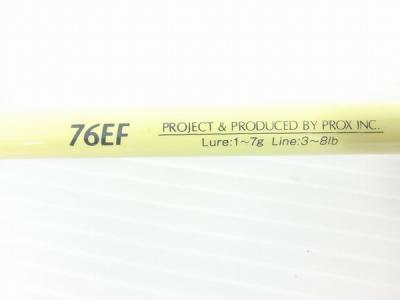 76EF PROJECT & PRODUCED BY PROX INC.
Lure:1~7g Line:3~8lb